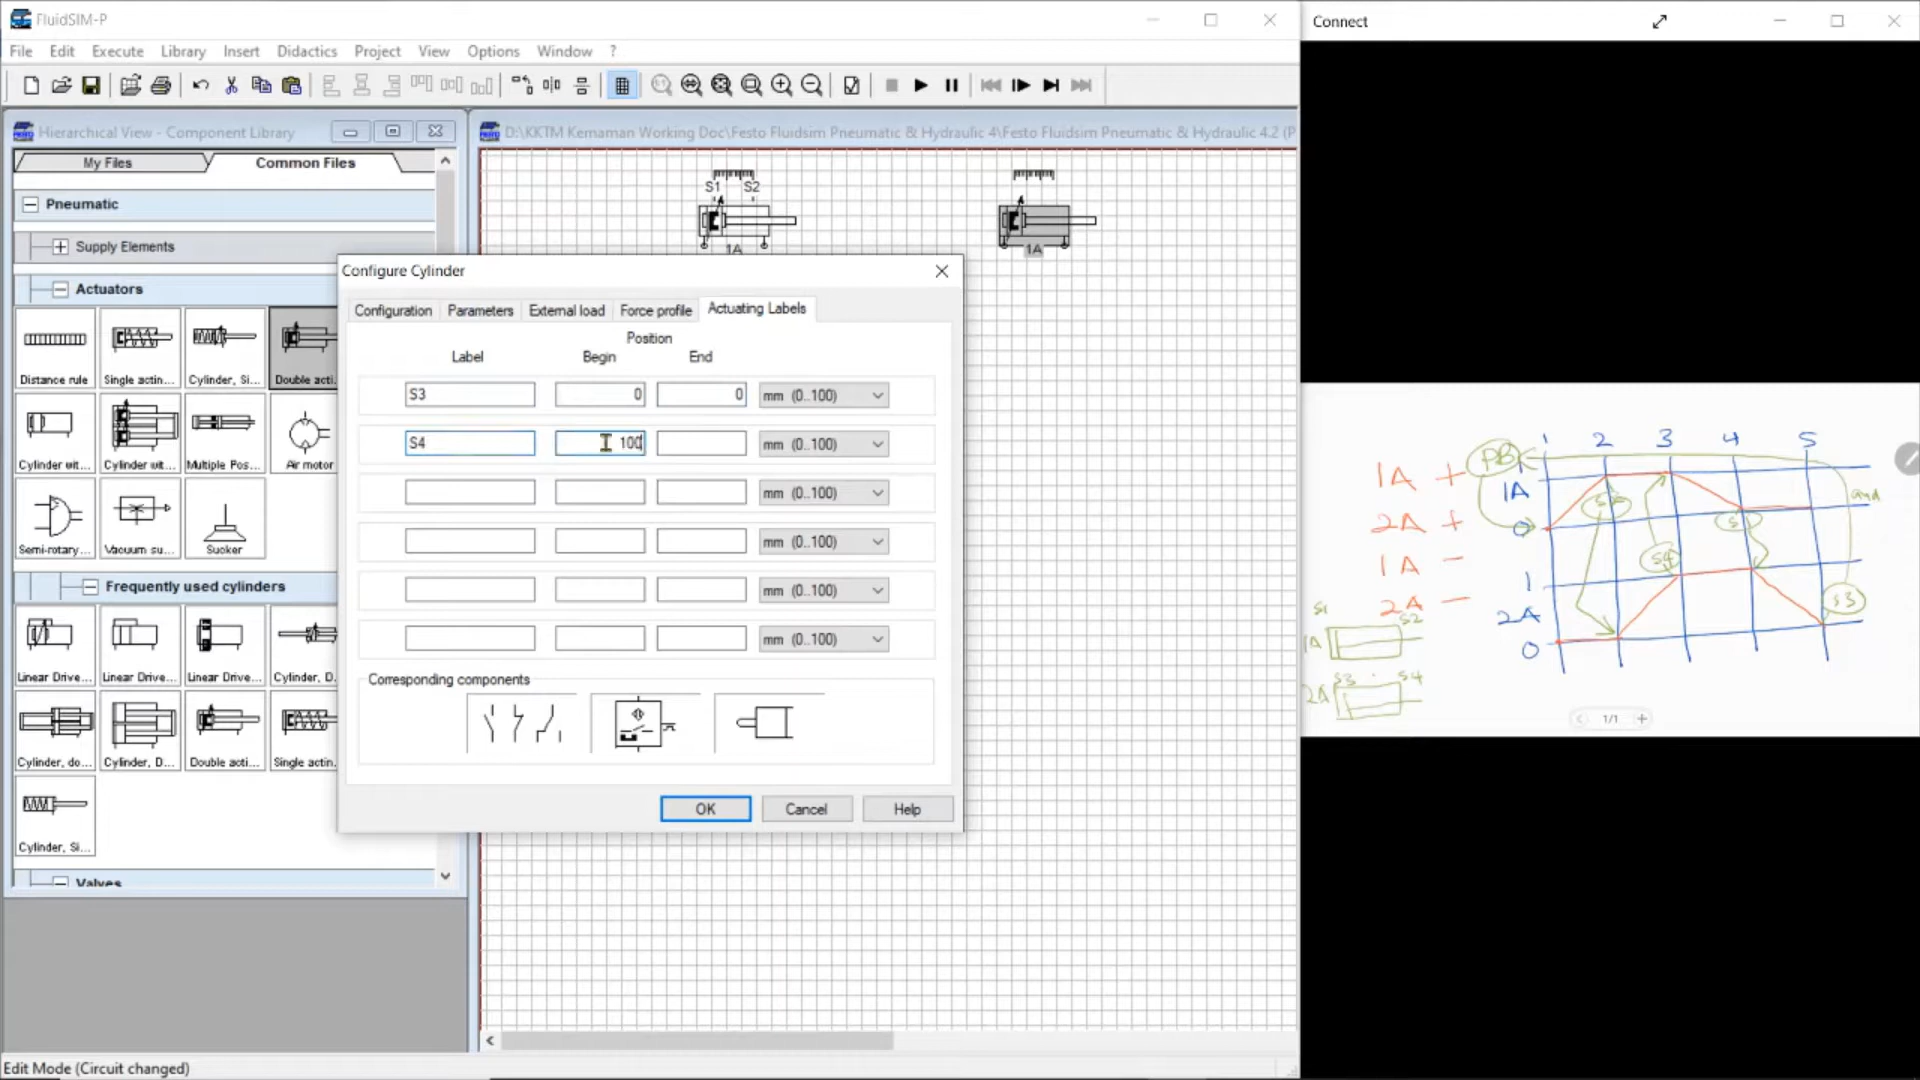 FluidSIM-P
File Edit Execute Library Insert Didactics Project View Options Window ?
Hierarchical View - Component Library
My Files
Common Files
Pneumatic
Supply Elements
Actuators
Distance rule
Single actin...
Cylinder, Si...
Double acti...
Cylinder wit...
Cylinder wit...
Multiple Pos...
Air motor
Semi-rotary...
Vacuum su...
Sucker
Frequently used cylinders
Linear Drive...
Linear Drive...
Linear Drive...
Cylinder, D...
Cylinder, do...
Cylinder, D...
Double acti...
Single actin...
Cylinder, Si...
Valves
Edit Mode (Circuit changed)
D:\KKTM Kemaman Working Doc\Festo Fluidsim Pneumatic & Hydraulic 4\Festo Fluidsim Pneumatic & Hydraulic 4.2 (P
S1 S2
1A
1A
Configure Cylinder
Configuration Parameters External load Force profile Actuating Labels
Position
Label Begin End
S3 0 0 mm (0..100)
S4 100 mm (0..100)
mm (0..100)
mm (0..100)
mm (0..100)
mm (0..100)
Corresponding components
OK Cancel Help
Connect
1 2 3 4 5
1A + PB 1
1A
and
2A + 0
S4
1A - 1
2A - 2A
S3
0
S1 S2
1A
S3 S4
2A
1/1